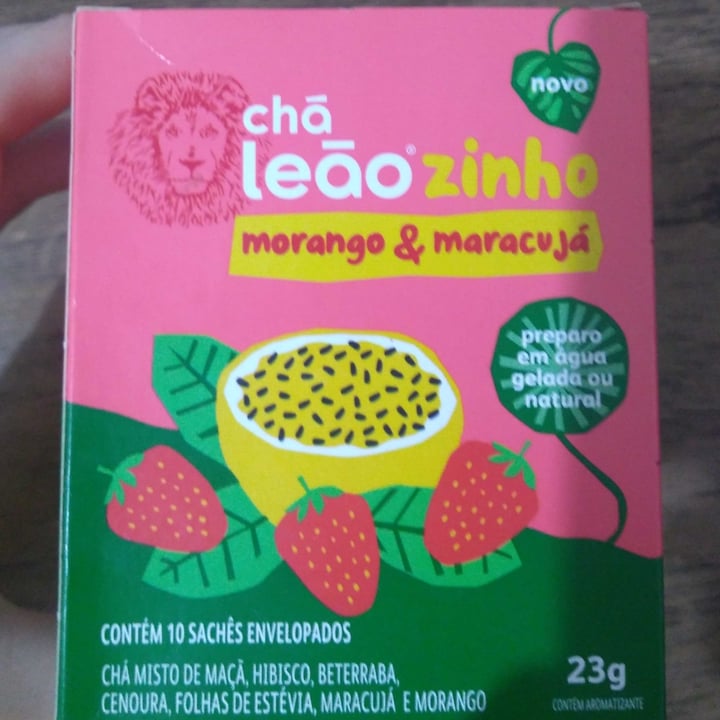 novo
chá
leão® zinho
morango & maracujá
preparo
em água
gelada ou
natural
CONTÉM 10 SACHÊS ENVELOPADOS
CHÁ MISTO DE MAÇÃ, HIBISCO, BETERRABA,
CENOURA, FOLHAS DE ESTÉVIA, MARACUJÁ E MORANGO
23g
CONTÉM AROMATIZANTE